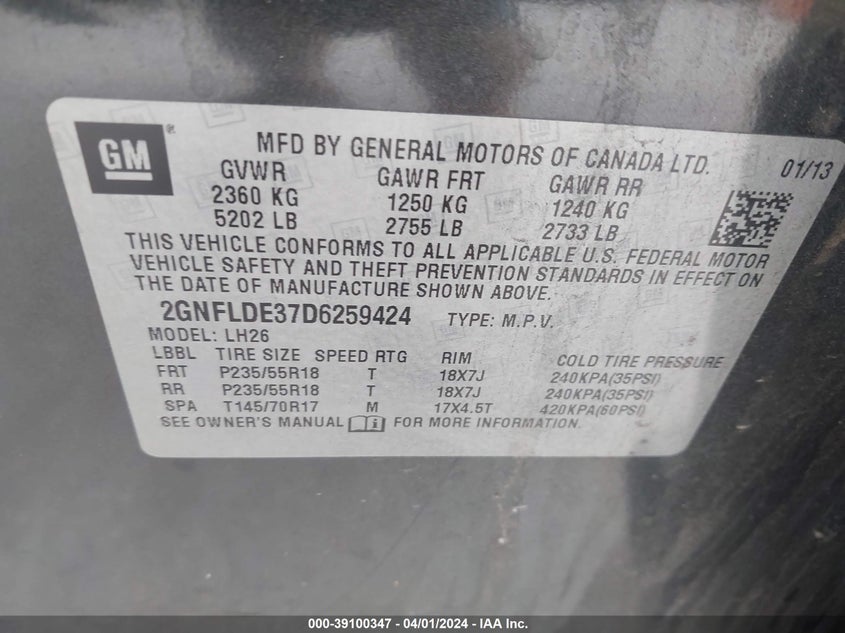 GM®
MFD BY GENERAL MOTORS OF CANADA LTD. 01/13
GVWR GAWR FRT GAWR RR
2360 KG 1250 KG 1240 KG
5202 LB 2755 LB 2733 LB
THIS VEHICLE CONFORMS TO ALL APPLICABLE U.S. FEDERAL MOTOR
VEHICLE SAFETY AND THEFT PREVENTION STANDARDS IN EFFECT ON
THE DATE OF MANUFACTURE SHOWN ABOVE.
2GNFLDE37D6259424 TYPE: M.P.V.
MODEL: LH26
LBBL TIRE SIZE SPEED RTG RIM COLD TIRE PRESSURE
FRT P235/55R18 T 18X7J 240KPA(35PSI)
RR P235/55R18 T 18X7J 240KPA(35PSI)
SPA T145/70R17 M 17X4.5T 420KPA(60PSI)
SEE OWNER'S MANUAL i FOR MORE INFORMATION.
000-39100347 - 04/01/2024 - IAA Inc.